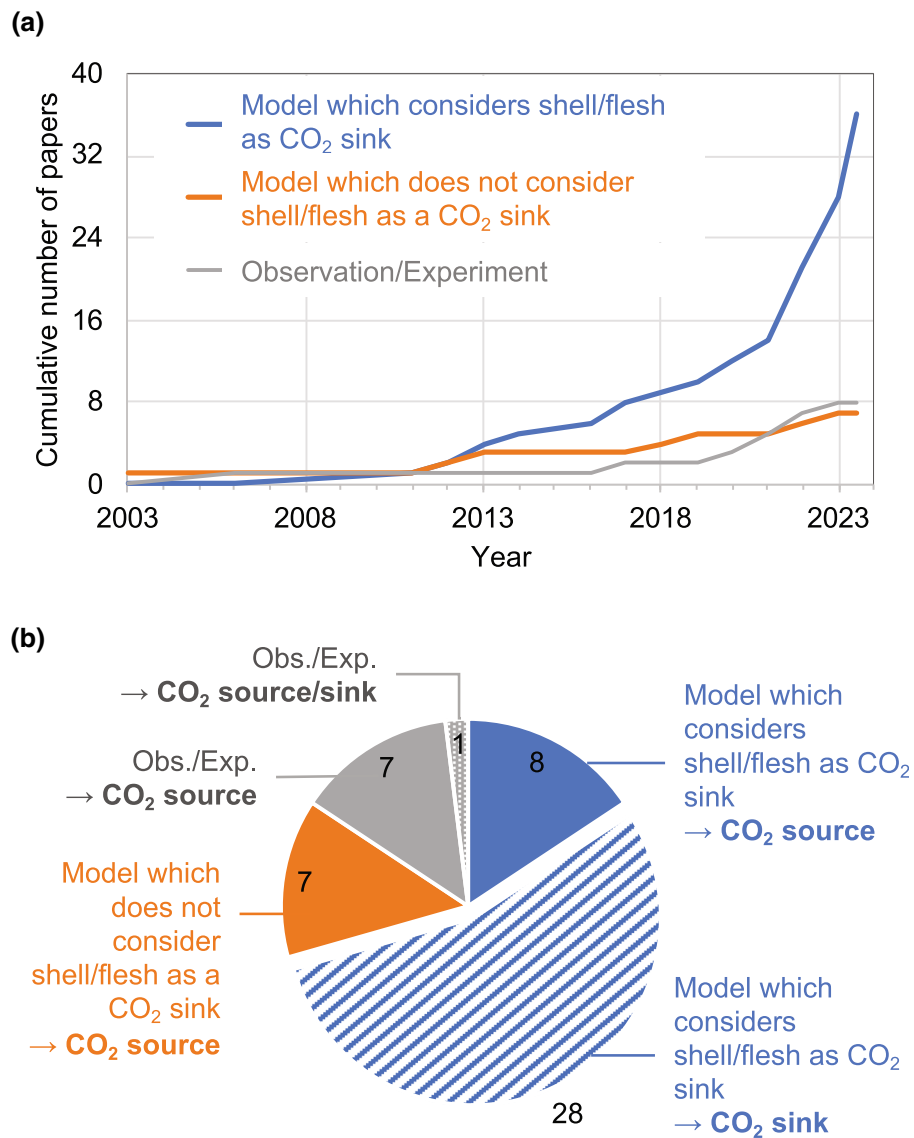 (a)
Cumulative number of papers
40
32
24
16
8
0
Model which considers shell/flesh
as CO₂ sink
Model which does not consider
shell/flesh as a CO₂ sink
Observation/Experiment
2003
2008
2013
2018
2023
Year
(b)
Obs./Exp.
→ CO₂ source/sink
Obs./Exp.
→ CO₂ source
Model which
does not
consider
shell/flesh as a
CO₂ sink
→ CO₂ source
1
7
7
8
28
Model which
considers
shell/flesh as CO₂
sink
→ CO₂ source
Model which
considers
shell/flesh as CO₂
sink
→ CO₂ sink